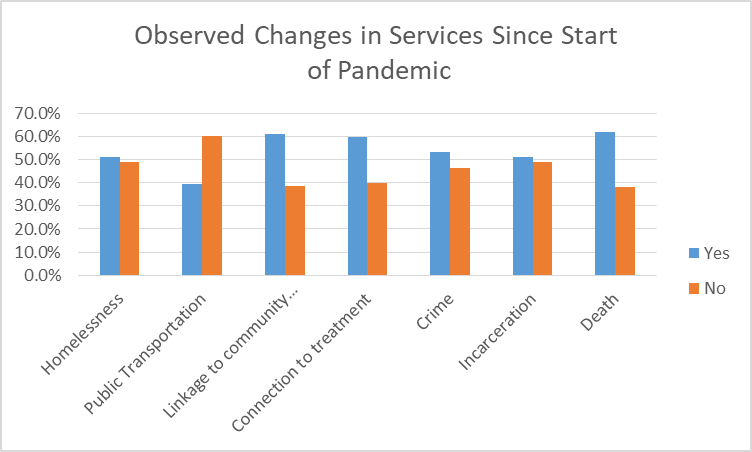 Observed Changes in Services Since Start
of Pandemic
70.0%
60.0%
50.0%
40.0%
30.0%
20.0%
10.0%
0.0%
Homelessness
Public Transportation
Linkage to community...
Connection to treatment
Crime
Incarceration
Death
Yes
No